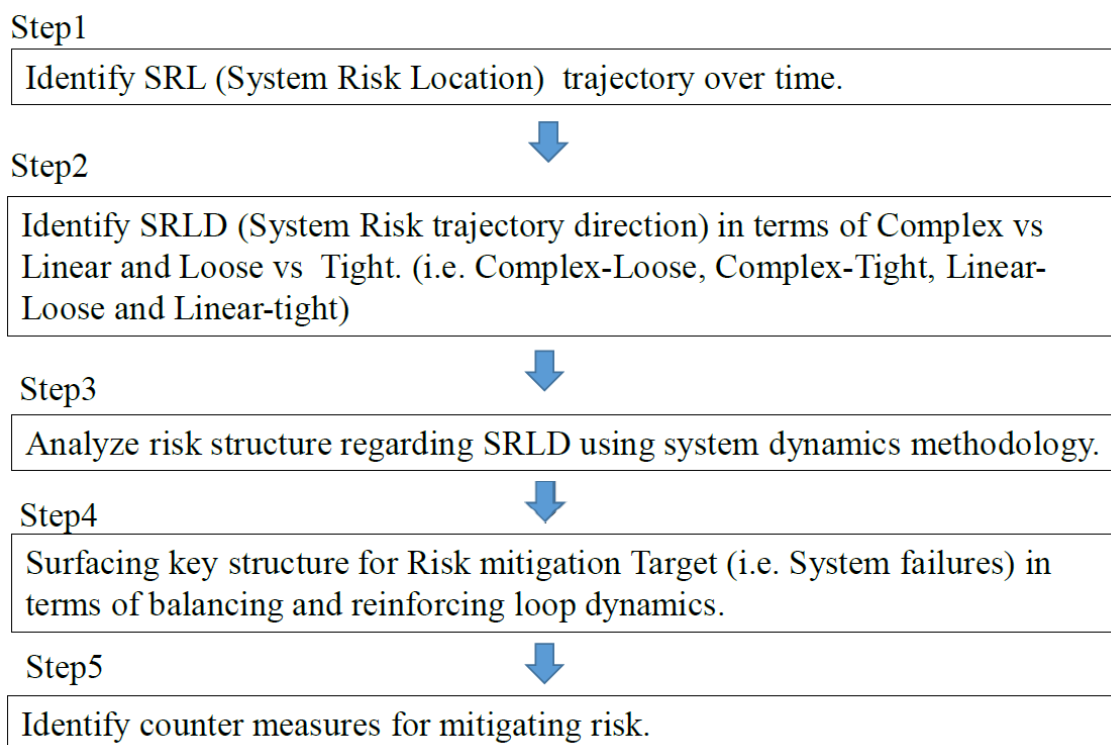 Step1
Identify SRL (System Risk Location) trajectory over time.
Step2
Identify SRLD (System Risk trajectory direction) in terms of Complex vs
Linear and Loose vs Tight. (i.e. Complex-Loose, Complex-Tight, Linear-
Loose and Linear-tight)
Step3
Analyze risk structure regarding SRLD using system dynamics methodology.
Step4
Surfacing key structure for Risk mitigation Target (i.e. System failures) in
terms of balancing and reinforcing loop dynamics.
Step5
Identify counter measures for mitigating risk.